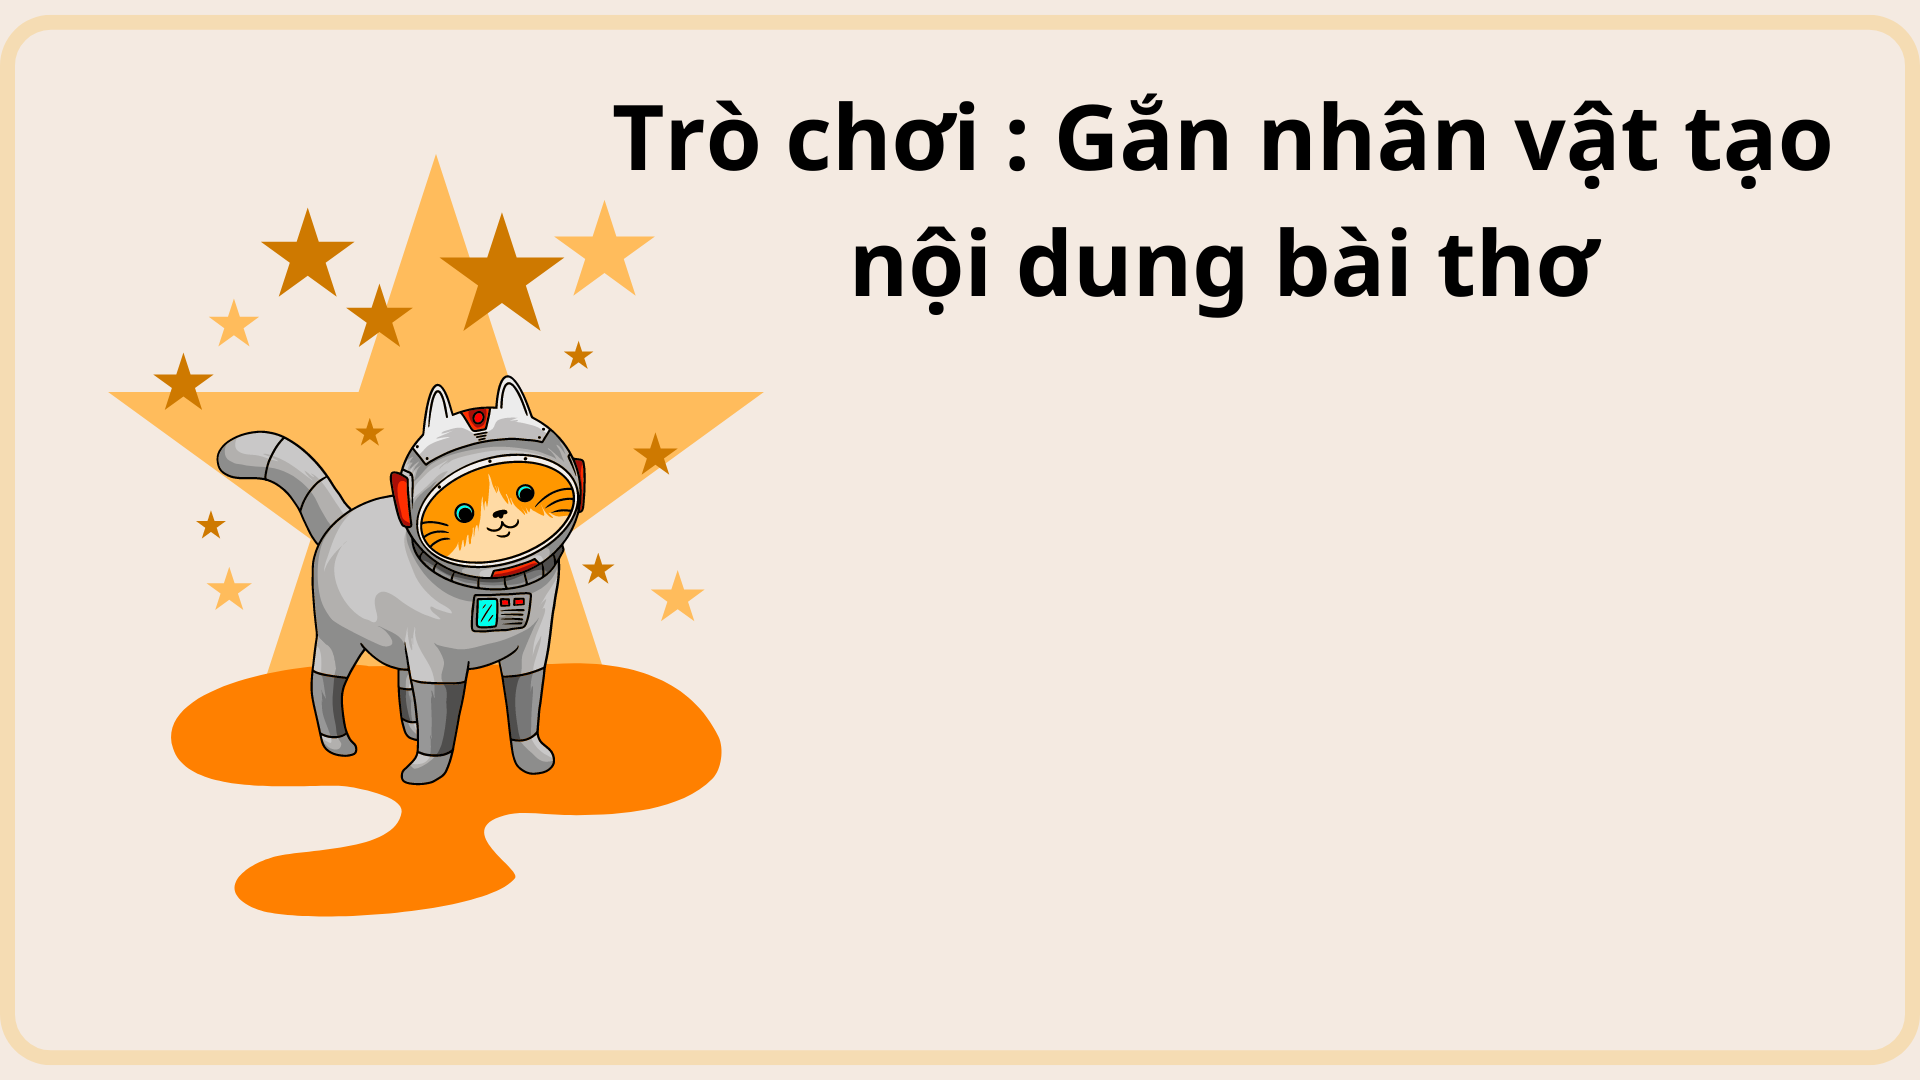 Trò chơi : Gắn nhân vật tạo
nội dung bài thơ